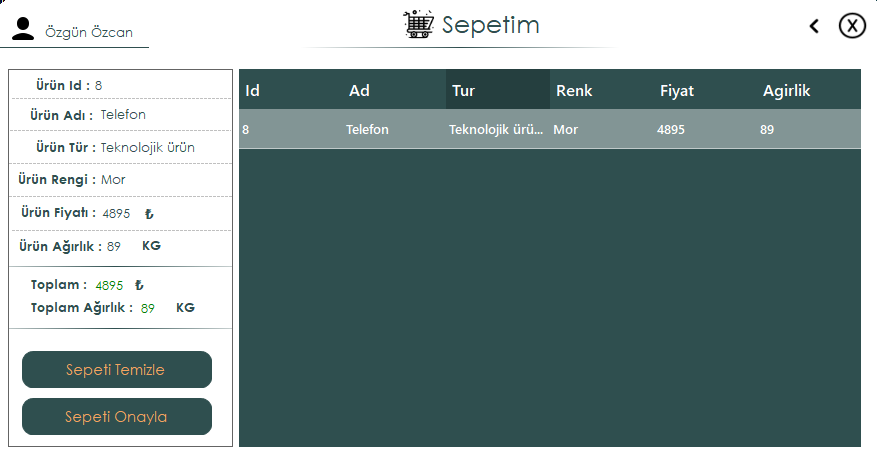 Özgün Özcan
Sepetim
X
Ürün Id : 8
Ürün Adı : Telefon
Ürün Tür : Teknolojik ürün
Ürün Rengi : Mor
Ürün Fiyatı : 4895 ₺
Ürün Ağırlık : 89 KG
Toplam : 4895 ₺
Toplam Ağırlık : 89 KG
Sepeti Temizle
Sepeti Onayla
Id Ad Tur Renk Fiyat Agirlik
8 Telefon Teknolojik ürü... Mor 4895 89